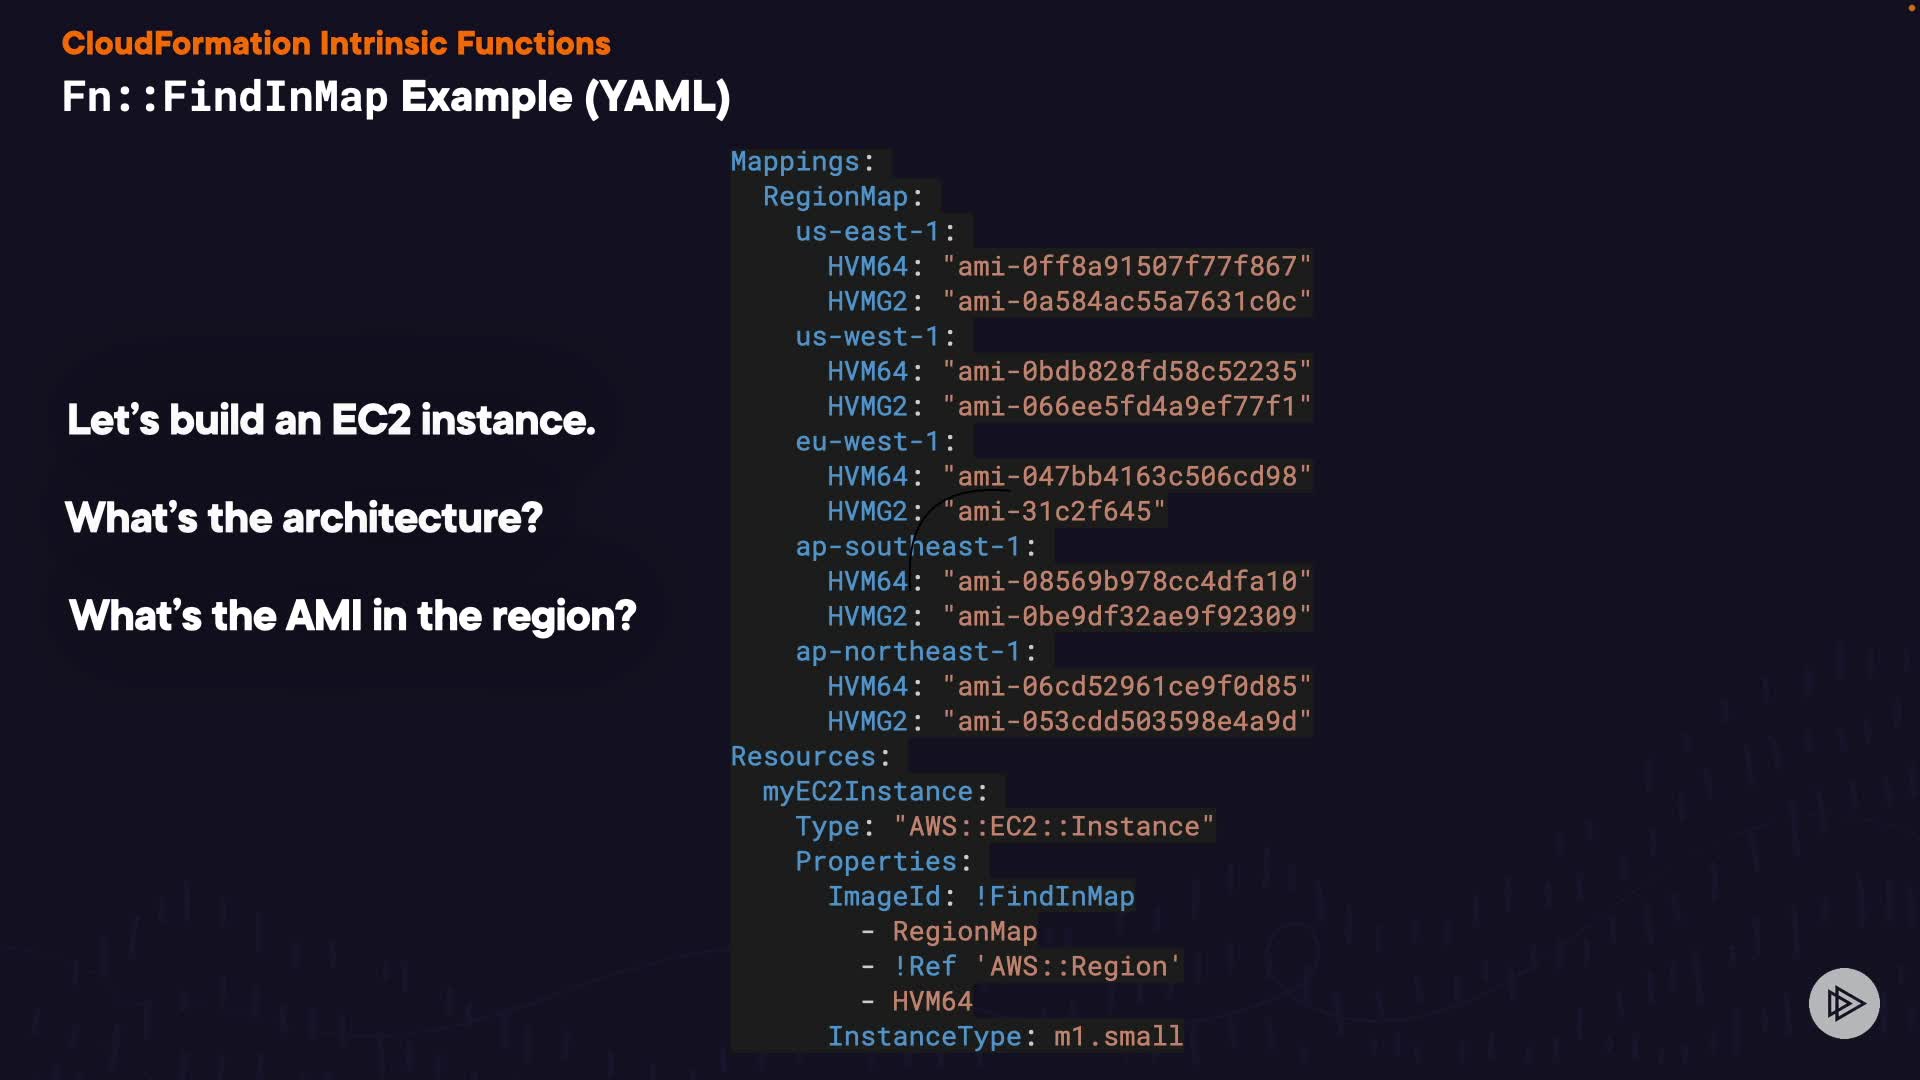 CloudFormation Intrinsic Functions
Fn::FindInMap Example (YAML)
Let's build an EC2 instance.
What's the architecture?
What's the AMI in the region?
Mappings:
  RegionMap:
    us-east-1:
      HVM64: "ami-0ff8a91507f77f867"
      HVMG2: "ami-0a584ac55a7631c0c"
    us-west-1:
      HVM64: "ami-0bdb828fd58c52235"
      HVMG2: "ami-066ee5fd4a9ef77f1"
    eu-west-1:
      HVM64: "ami-047bb4163c506cd98"
      HVMG2: "ami-31c2f645"
    ap-southeast-1:
      HVM64: "ami-08569b978cc4dfa10"
      HVMG2: "ami-0be9df32ae9f92309"
    ap-northeast-1:
      HVM64: "ami-06cd52961ce9f0d85"
      HVMG2: "ami-053cdd503598e4a9d"
Resources:
  myEC2Instance:
    Type: "AWS::EC2::Instance"
    Properties:
      ImageId: !FindInMap
        - RegionMap
        - !Ref 'AWS::Region'
        - HVM64
      InstanceType: m1.small